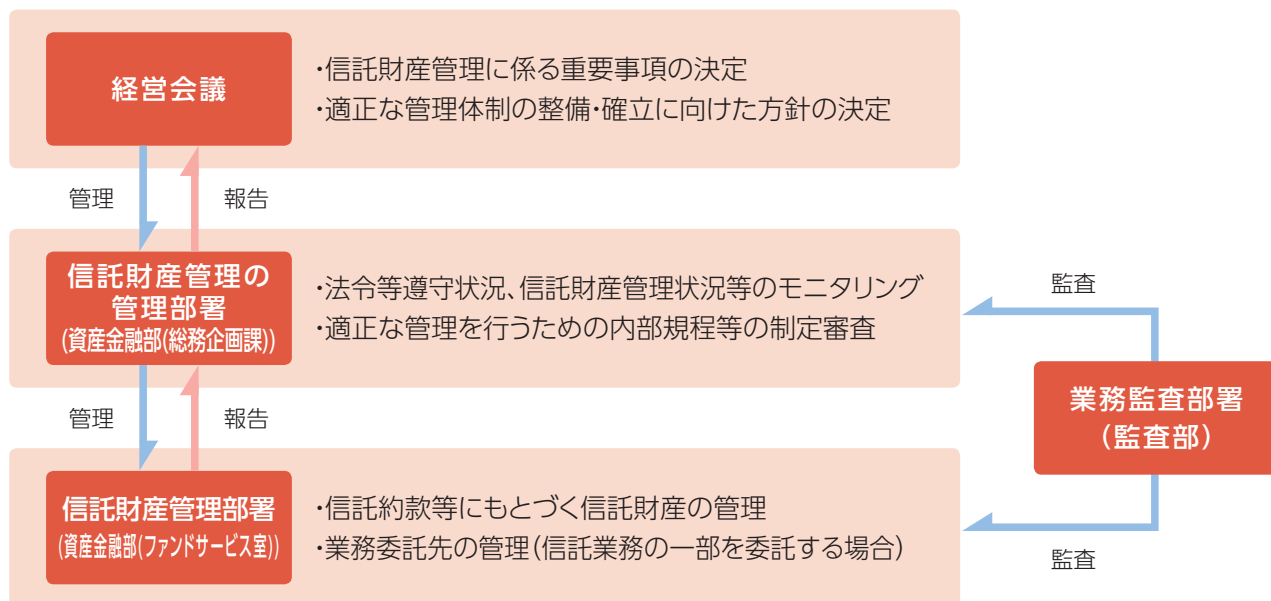 経営会議
・信託財産管理に係る重要事項の決定
・適正な管理体制の整備・確立に向けた方針の決定
管理
報告
信託財産管理の
管理部署
(資産金融部(総務企画課))
・法令等遵守状況、信託財産管理状況等のモニタリング
・適正な管理を行うための内部規程等の制定審査
監査
業務監査部署
(監査部)
管理
報告
信託財産管理部署
(資産金融部(ファンドサービス室))
・信託約款等にもとづく信託財産の管理
・業務委託先の管理(信託業務の一部を委託する場合)
監査